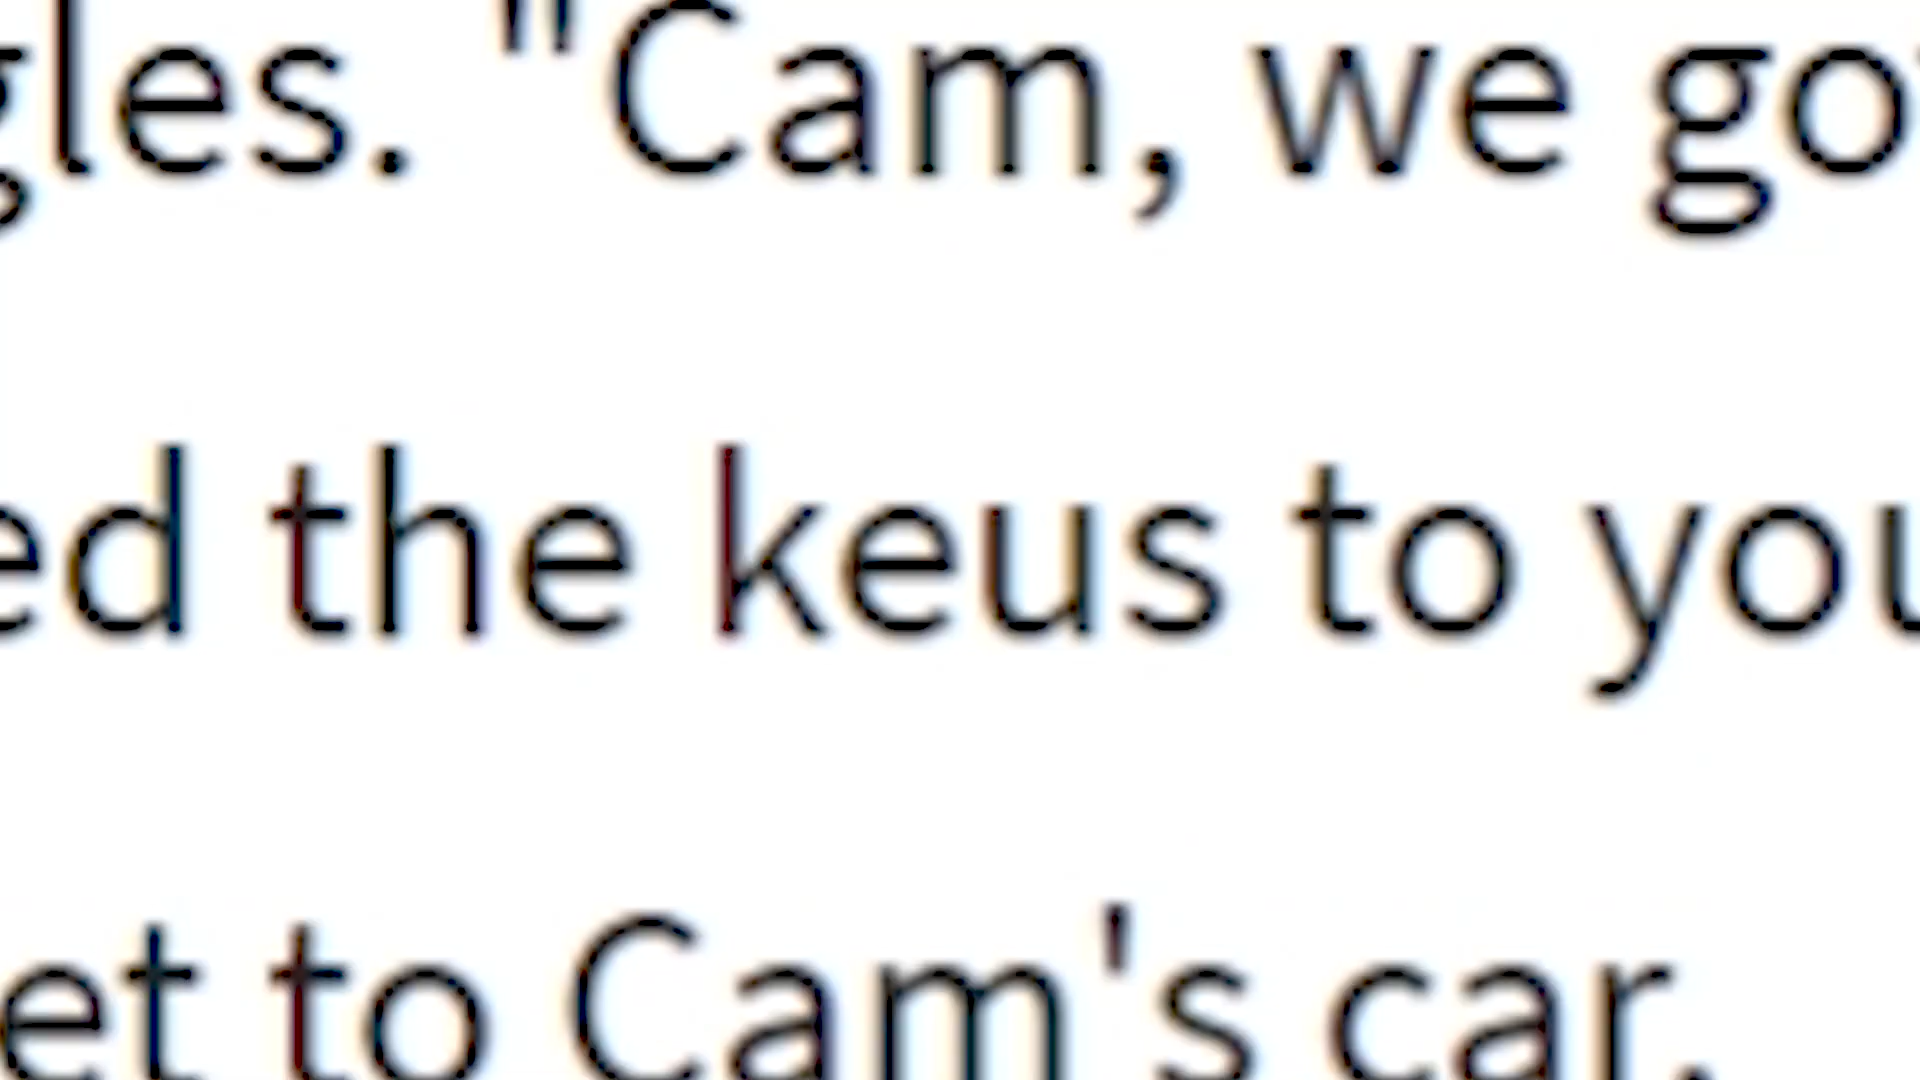 gles. "Cam, we go
ed the keus to you
et to Cam's car.